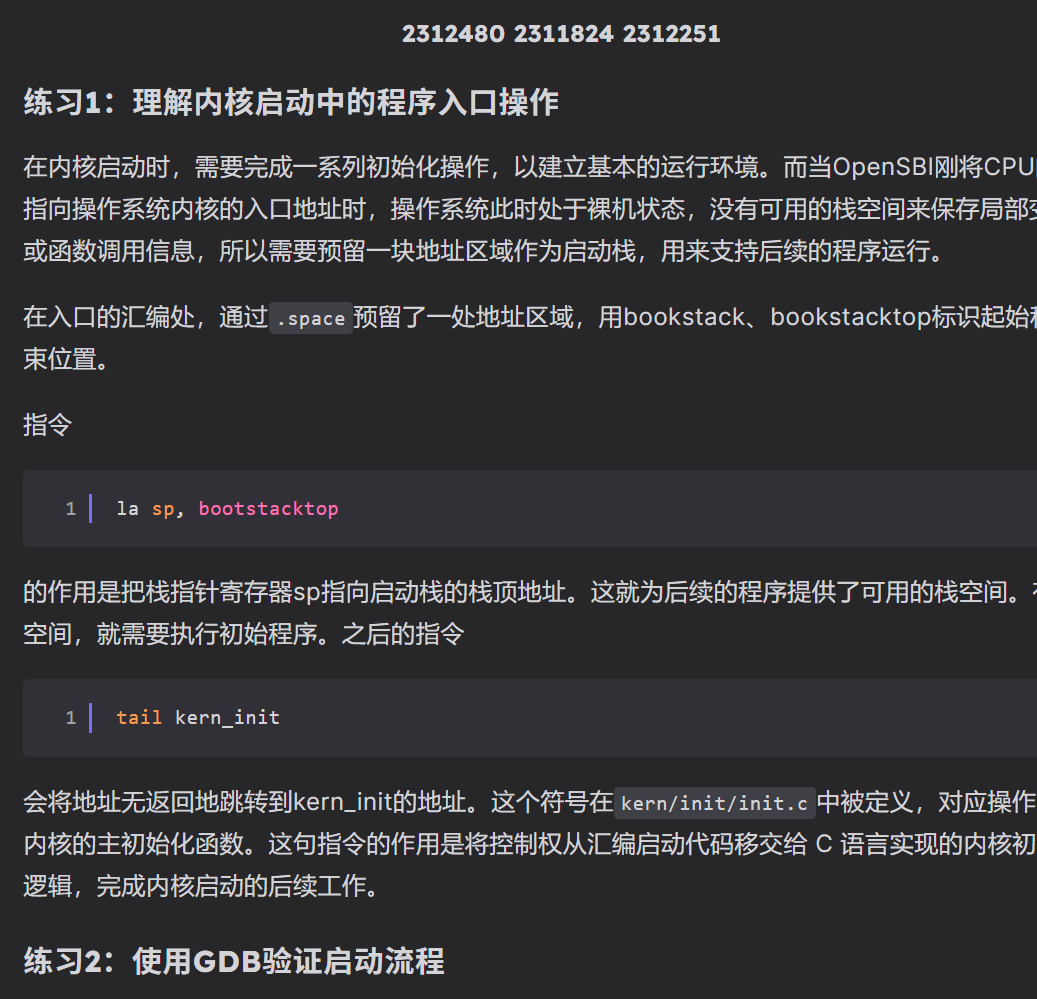 2312480 2311824 2312251
练习1：理解内核启动中的程序入口操作
在内核启动时，需要完成一系列初始化操作，以建立基本的运行环境。而当OpenSBI刚将CPU
指向操作系统内核的入口地址时，操作系统此时处于裸机状态，没有可用的栈空间来保存局部变
或函数调用信息，所以需要预留一块地址区域作为启动栈，用来支持后续的程序运行。
在入口的汇编处，通过 .space 预留了一处地址区域，用bookstack、bookstacktop标识起始
束位置。
指令
1 la sp, bootstacktop
的作用是把栈指针寄存器sp指向启动栈的栈顶地址。这就为后续的程序提供了可用的栈空间。
空间，就需要执行初始程序。之后的指令
1 tail kern_init
会将地址无返回地跳转到kern_init的地址。这个符号在 kern/init/init.c 中被定义，对应操作
内核的主初始化函数。这句指令的作用是将控制权从汇编启动代码移交给 C 语言实现的内核初
逻辑，完成内核启动的后续工作。
练习2：使用GDB验证启动流程